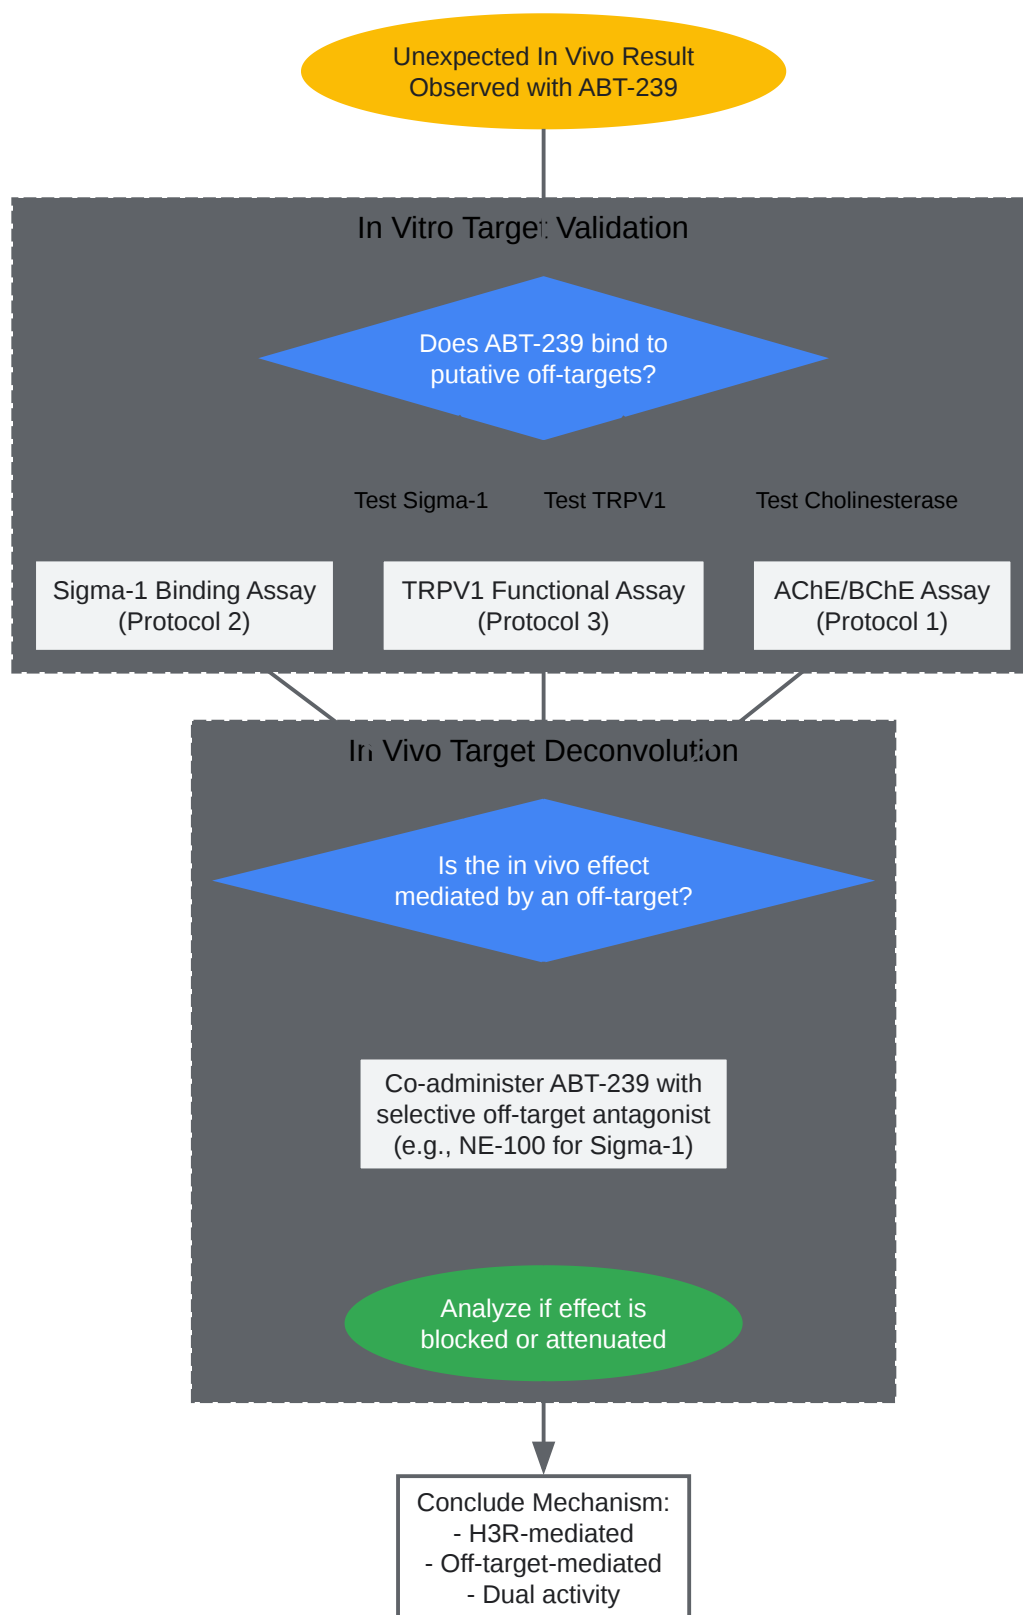 Unexpected In Vivo Result
Observed with ABT-239
In Vitro Target Validation
Does ABT-239 bind to
putative off-targets?
Test Sigma-1
Test TRPV1
Test Cholinesterase
Sigma-1 Binding Assay
(Protocol 2)
TRPV1 Functional Assay
(Protocol 3)
AChE/BChE Assay
(Protocol 1)
In Vivo Target Deconvolution
Is the in vivo effect
mediated by an off-target?
Co-administer ABT-239 with
selective off-target antagonist
(e.g., NE-100 for Sigma-1)
Analyze if effect is
blocked or attenuated
Conclude Mechanism:
- H3R-mediated
- Off-target-mediated
- Dual activity